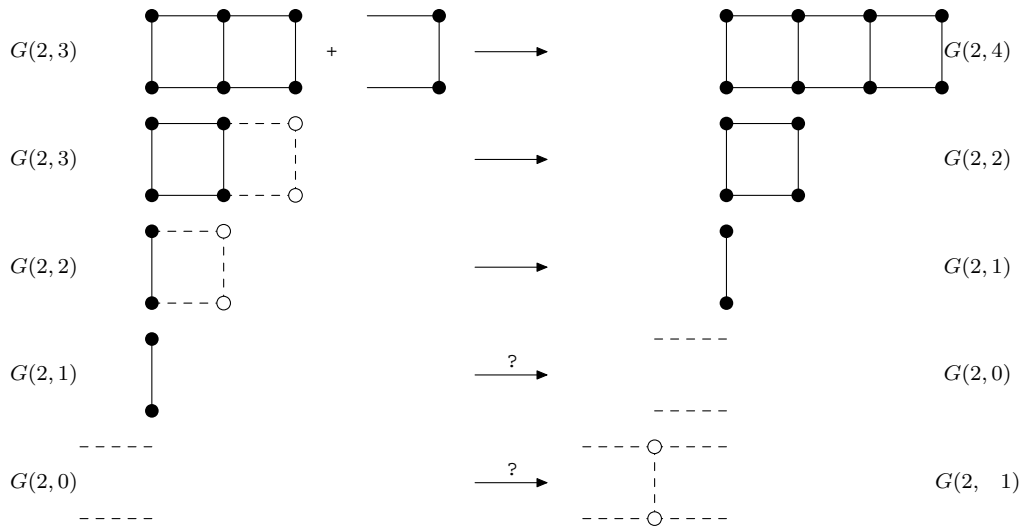 G(2, 3) + G(2, 4)
G(2, 3) G(2, 2)
G(2, 2) G(2, 1)
G(2, 1) ? G(2, 0)
G(2, 0) ? G(2, 1)